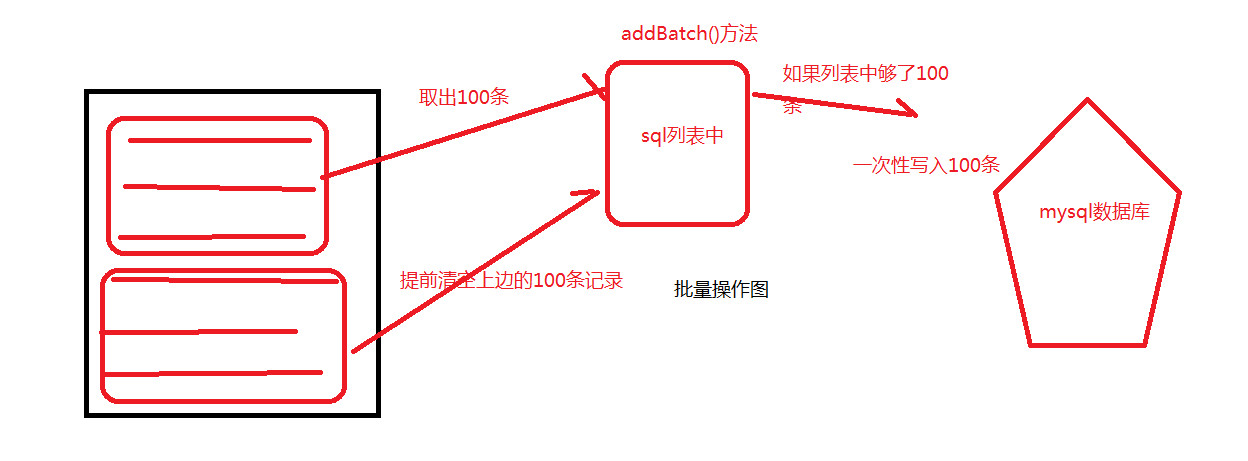 addBatch()方法
取出100条
sql列表中
如果列表中够了100
条
一次性写入100条
mysql数据库
提前清空上边的100条记录
批量操作图